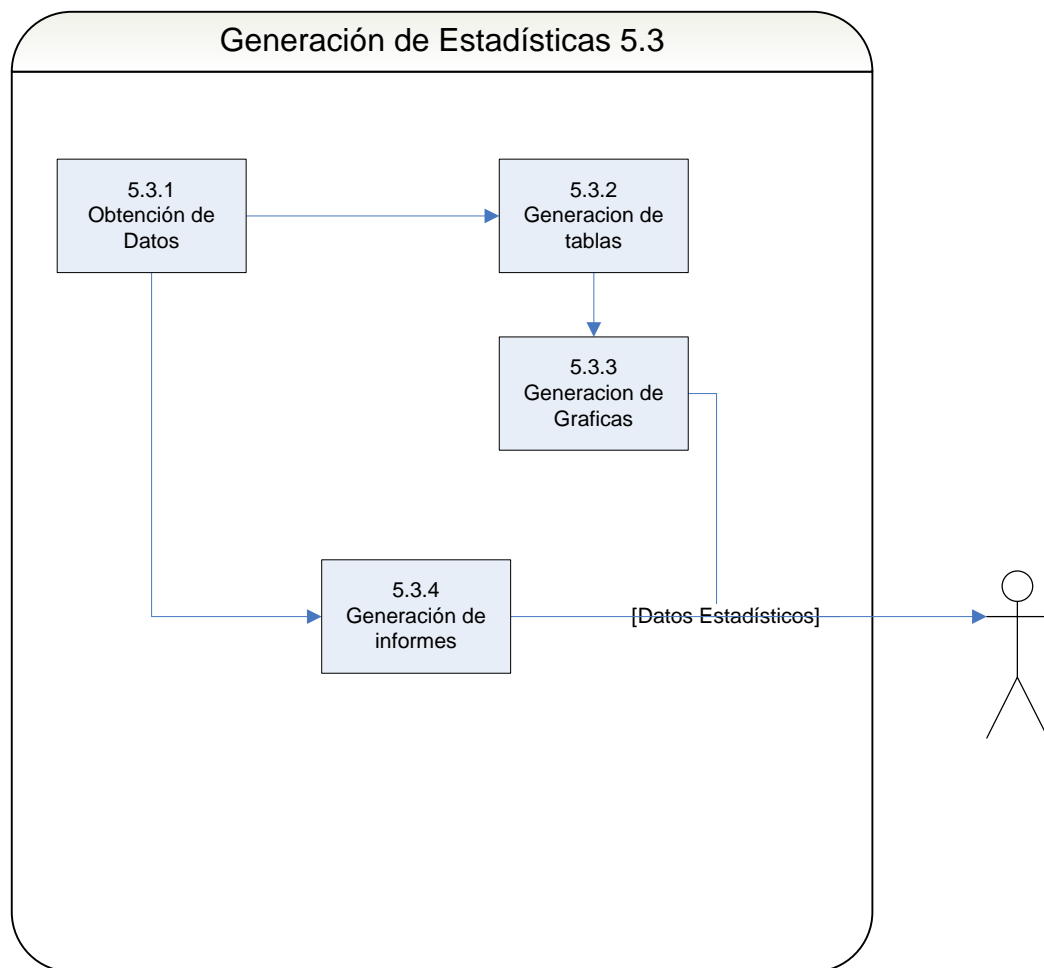 Generación de Estadísticas 5.3
5.3.1
Obtención de
Datos
5.3.2
Generacion de
tablas
5.3.3
Generacion de
Graficas
5.3.4
Generación de
informes
[Datos Estadísticos]